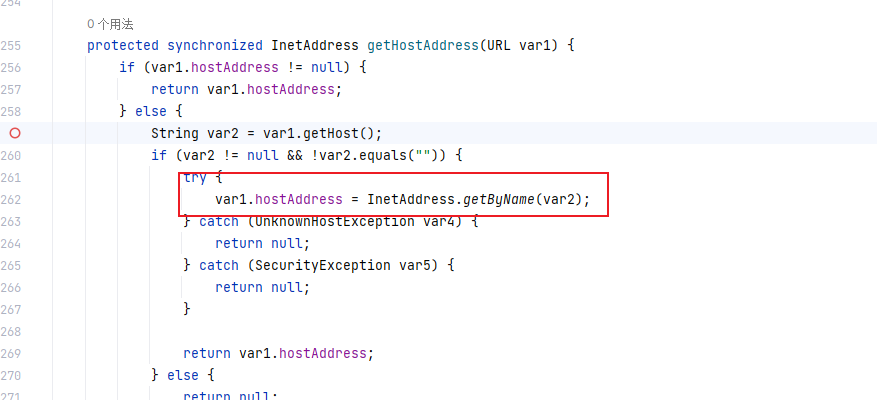 254
0 个用法
255 protected synchronized InetAddress getHostAddress(URL var1) {
256 if (var1.hostAddress != null) {
257 return var1.hostAddress;
258 } else {
String var2 = var1.getHost();
260 if (var2 != null && !var2.equals("")) {
261 try {
262 var1.hostAddress = InetAddress.getByName(var2);
263 } catch (UnknownHostException var4) {
264 return null;
265 } catch (SecurityException var5) {
266 return null;
267 }
268
269 return var1.hostAddress;
270 } else {
271 return null;